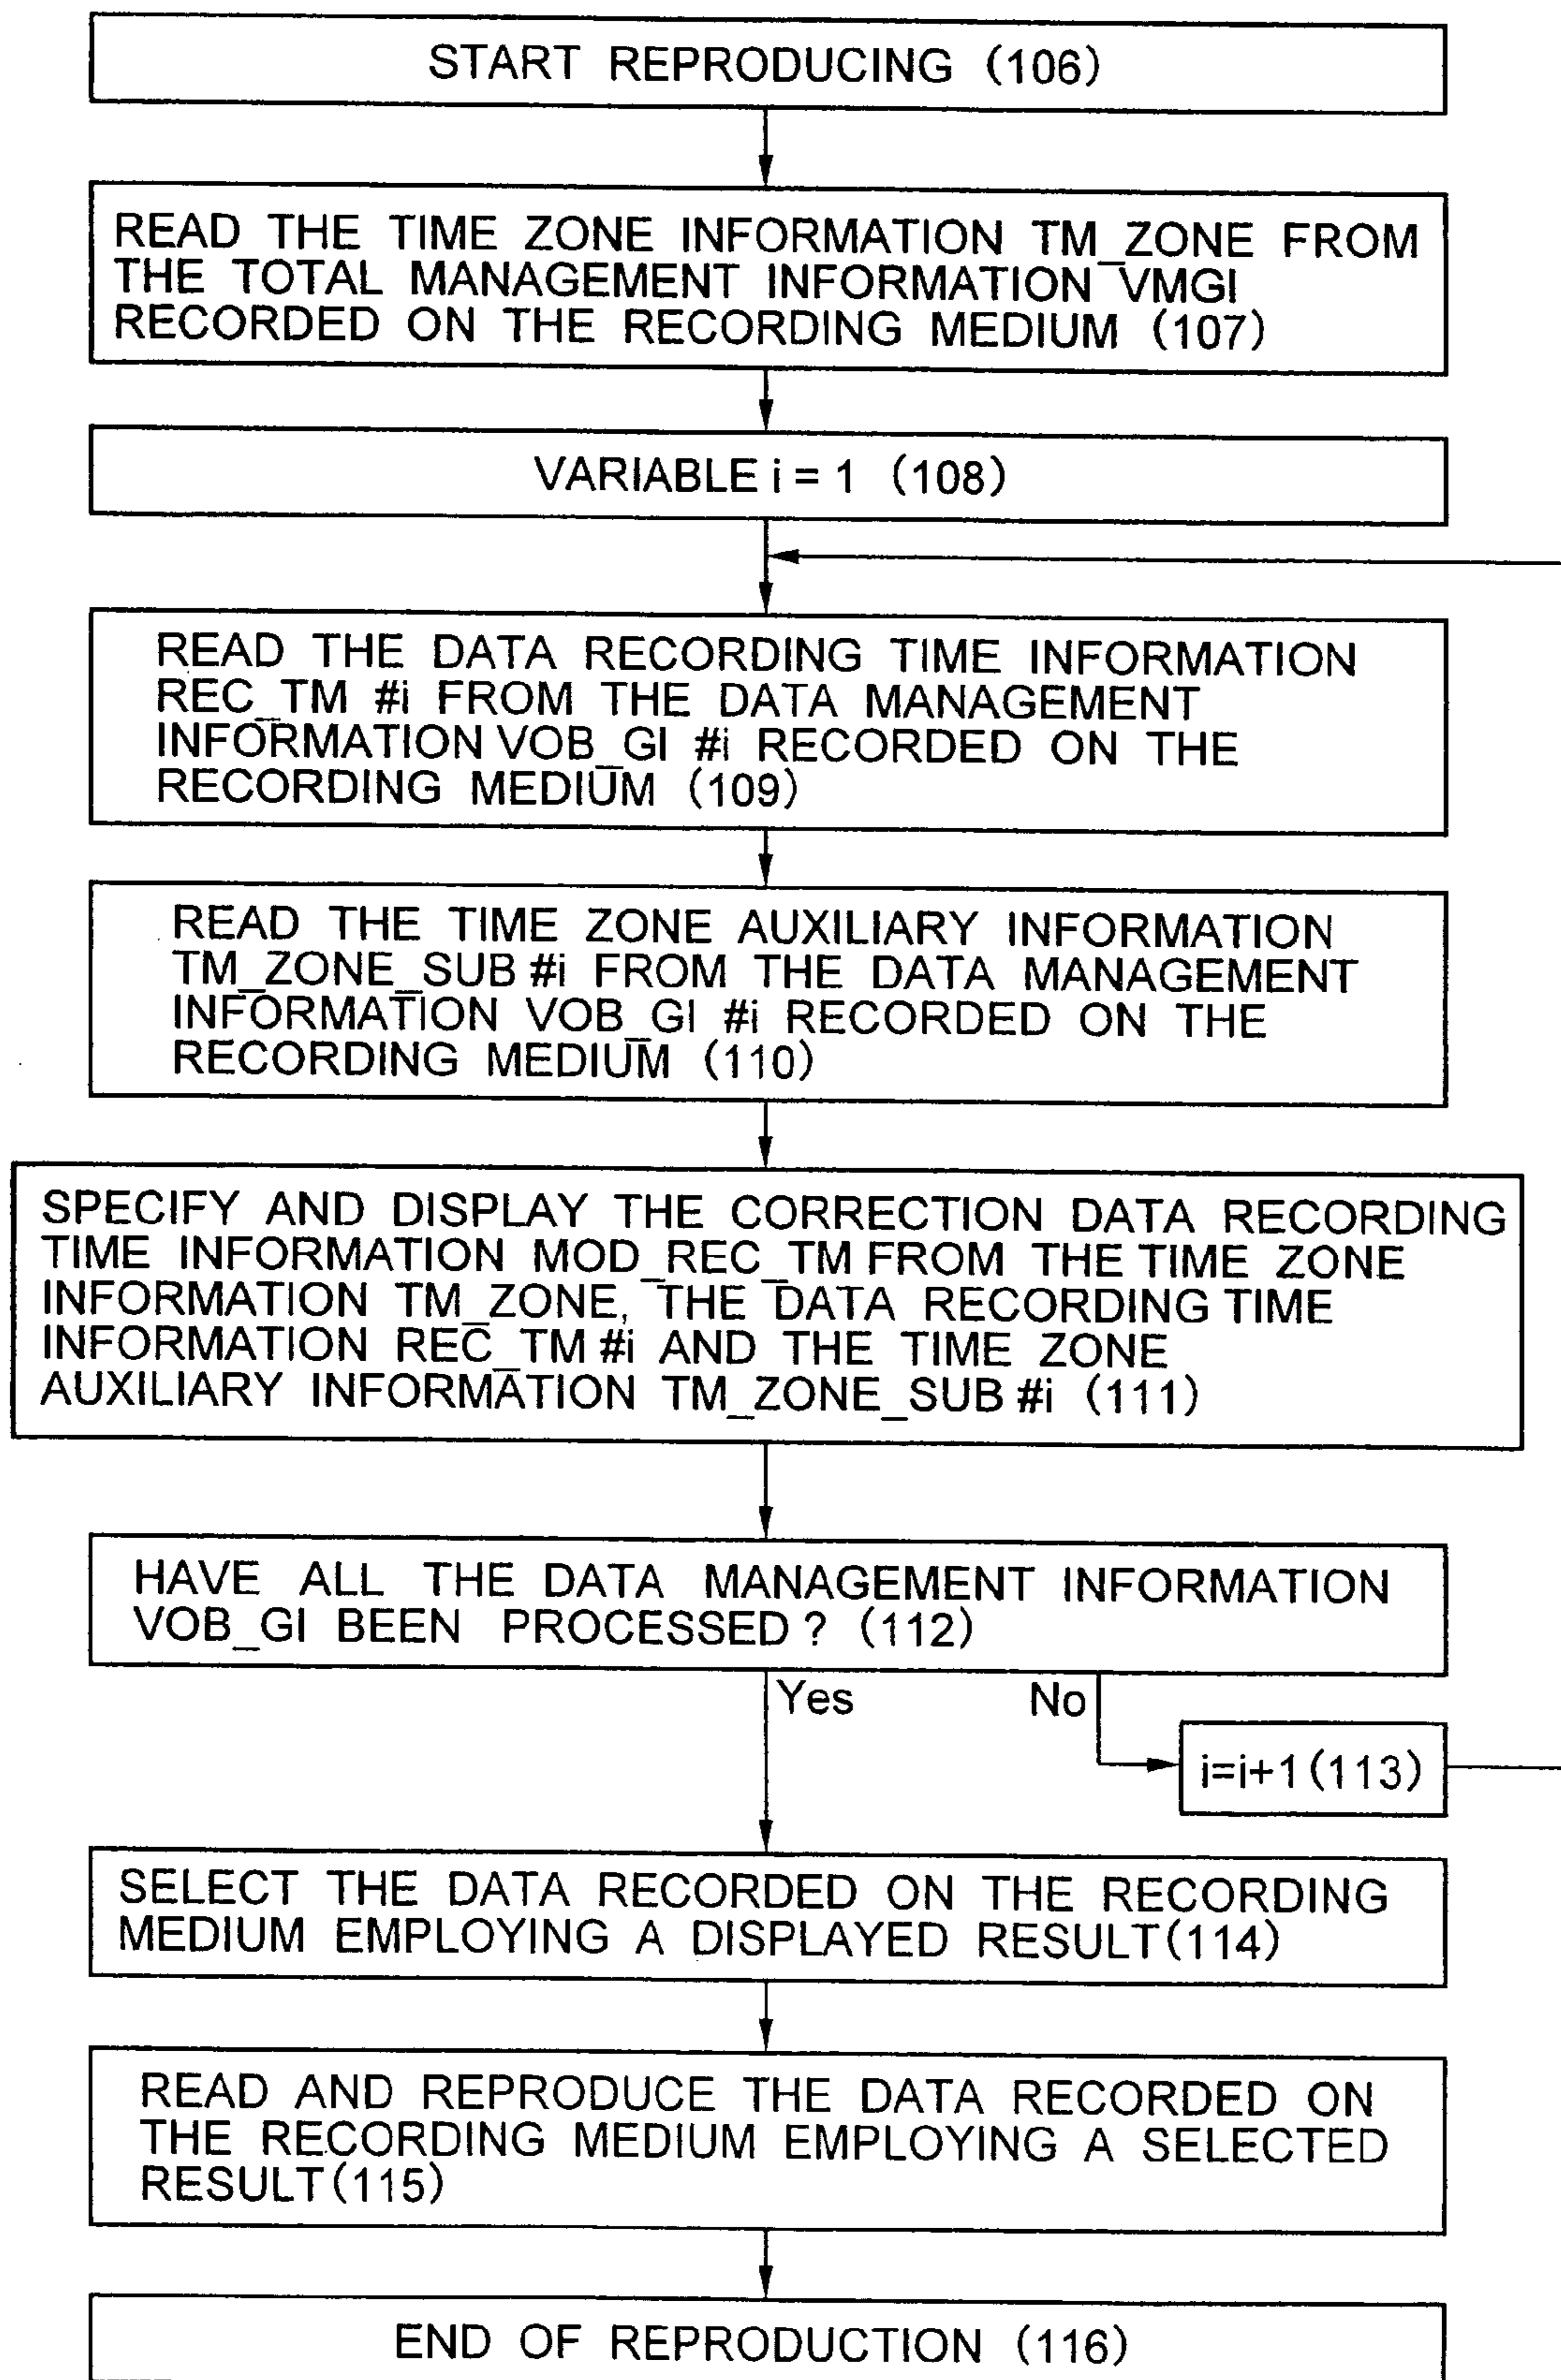 START REPRODUCING (106)
READ THE TIME ZONE INFORMATION TM_ZONE FROM
THE TOTAL MANAGEMENT INFORMATION VMGI
RECORDED ON THE RECORDING MEDIUM (107)
VARIABLE i = 1 (108)
READ THE DATA RECORDING TIME INFORMATION
REC_TM #i FROM THE DATA MANAGEMENT
INFORMATION VOB_GI #i RECORDED ON THE
RECORDING MEDIUM (109)
READ THE TIME ZONE AUXILIARY INFORMATION
TM_ZONE_SUB #i FROM THE DATA MANAGEMENT
INFORMATION VOB_GI #i RECORDED ON THE
RECORDING MEDIUM (110)
SPECIFY AND DISPLAY THE CORRECTION DATA RECORDING
TIME INFORMATION MOD_REC_TM FROM THE TIME ZONE
INFORMATION TM_ZONE, THE DATA RECORDING TIME
INFORMATION REC_TM #i AND THE TIME ZONE
AUXILIARY INFORMATION TM_ZONE_SUB #i (111)
HAVE ALL THE DATA MANAGEMENT INFORMATION
VOB_GI BEEN PROCESSED ? (112)
Yes No
i=i+1 (113)
SELECT THE DATA RECORDED ON THE RECORDING
MEDIUM EMPLOYING A DISPLAYED RESULT (114)
READ AND REPRODUCE THE DATA RECORDED ON
THE RECORDING MEDIUM EMPLOYING A SELECTED
RESULT (115)
END OF REPRODUCTION (116)